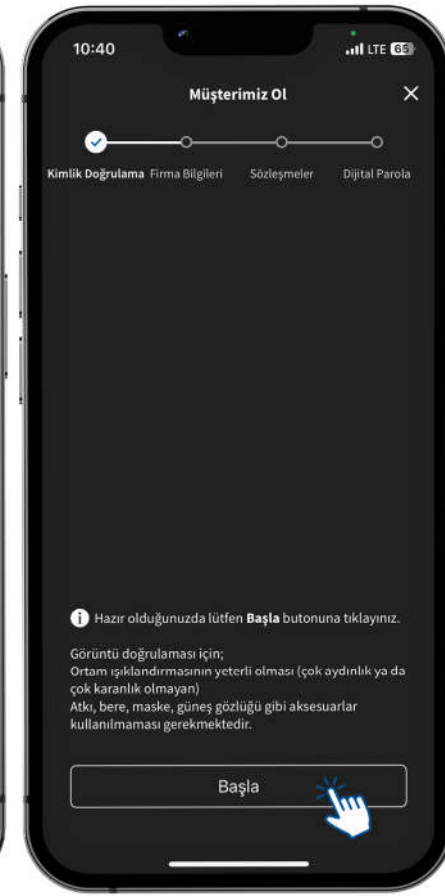 10:40 LTE 65
Müşterimiz Ol
Kimlik Doğrulama Firma Bilgileri Sözleşmeler Dijital Parola
Hazır olduğunuzda lütfen Başla butonuna tıklayınız.
Görüntü doğrulaması için;
Ortam ışıklandırmasının yeterli olması (çok aydınlık ya da
çok karanlık olmayan)
Atkı, bere, maske, güneş gözlüğü gibi aksesuarlar
kullanılmaması gerekmektedir.
Başla